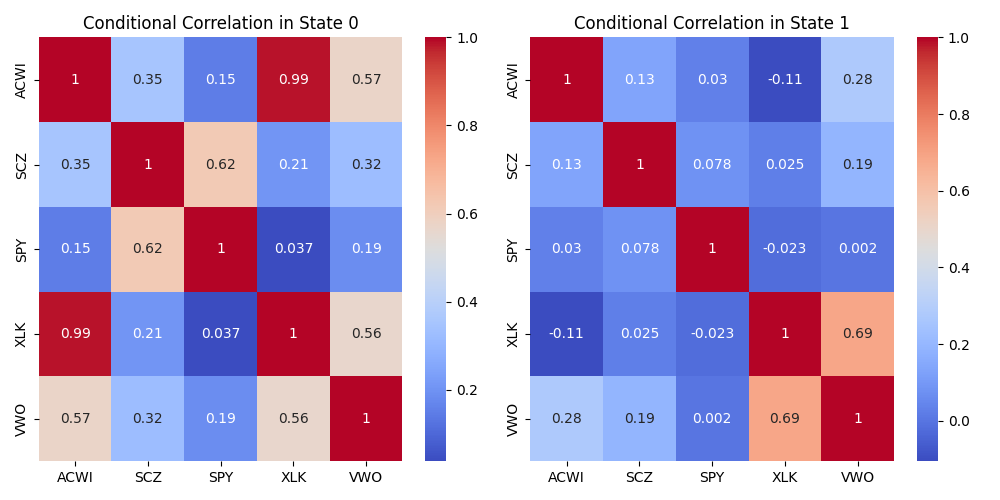 Conditional Correlation in State 0
ACWI 1 0.35 0.15 0.99 0.57
SCZ 0.35 1 0.62 0.21 0.32
SPY 0.15 0.62 1 0.037 0.19
XLK 0.99 0.21 0.037 1 0.56
VWO 0.57 0.32 0.19 0.56 1
ACWI SCZ SPY XLK VWO
1.0
0.8
0.6
0.4
0.2
Conditional Correlation in State 1
ACWI 1 0.13 0.03 -0.11 0.28
SCZ 0.13 1 0.078 0.025 0.19
SPY 0.03 0.078 1 -0.023 0.002
XLK -0.11 0.025 -0.023 1 0.69
VWO 0.28 0.19 0.002 0.69 1
ACWI SCZ SPY XLK VWO
1.0
0.8
0.6
0.4
0.2
0.0